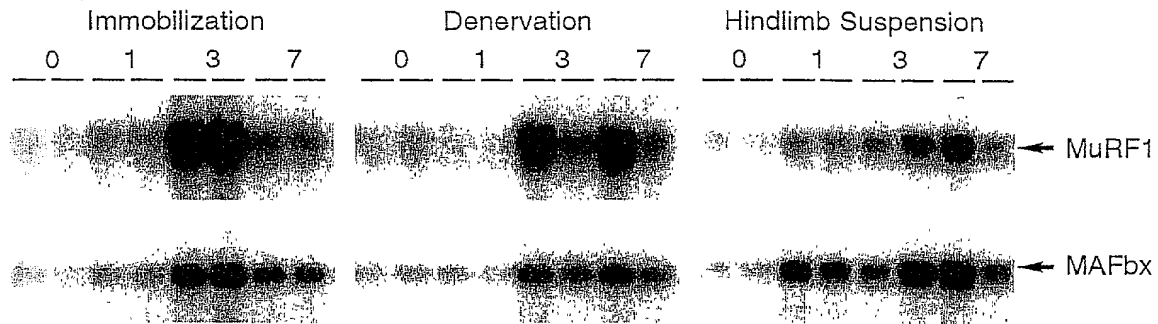 Immobilization Denervation Hindlimb Suspension
0 1 3 7 0 1 3 7 0 1 3 7
MuRF1
MAFbx